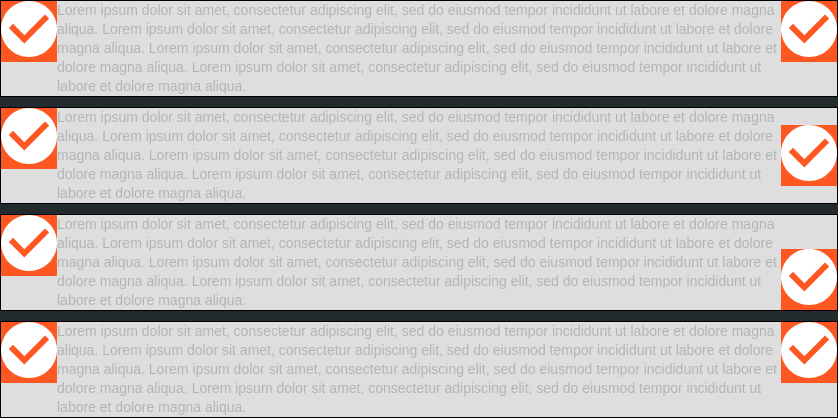 Lorem ipsum dolor sit amet, consectetur adipiscing elit, sed do eiusmod tempor incididunt ut labore et dolore magna
aliqua. Lorem ipsum dolor sit amet, consectetur adipiscing elit, sed do eiusmod tempor incididunt ut labore et dolore
magna aliqua. Lorem ipsum dolor sit amet, consectetur adipiscing elit, sed do eiusmod tempor incididunt ut labore et
dolore magna aliqua. Lorem ipsum dolor sit amet, consectetur adipiscing elit, sed do eiusmod tempor incididunt ut
labore et dolore magna aliqua.
Lorem ipsum dolor sit amet, consectetur adipiscing elit, sed do eiusmod tempor incididunt ut labore et dolore magna
aliqua. Lorem ipsum dolor sit amet, consectetur adipiscing elit, sed do eiusmod tempor incididunt ut labore et dolore
magna aliqua. Lorem ipsum dolor sit amet, consectetur adipiscing elit, sed do eiusmod tempor incididunt ut labore et
dolore magna aliqua. Lorem ipsum dolor sit amet, consectetur adipiscing elit, sed do eiusmod tempor incididunt ut
labore et dolore magna aliqua.
Lorem ipsum dolor sit amet, consectetur adipiscing elit, sed do eiusmod tempor incididunt ut labore et dolore magna
aliqua. Lorem ipsum dolor sit amet, consectetur adipiscing elit, sed do eiusmod tempor incididunt ut labore et dolore
magna aliqua. Lorem ipsum dolor sit amet, consectetur adipiscing elit, sed do eiusmod tempor incididunt ut labore et
dolore magna aliqua. Lorem ipsum dolor sit amet, consectetur adipiscing elit, sed do eiusmod tempor incididunt ut
labore et dolore magna aliqua.
Lorem ipsum dolor sit amet, consectetur adipiscing elit, sed do eiusmod tempor incididunt ut labore et dolore magna
aliqua. Lorem ipsum dolor sit amet, consectetur adipiscing elit, sed do eiusmod tempor incididunt ut labore et dolore
magna aliqua. Lorem ipsum dolor sit amet, consectetur adipiscing elit, sed do eiusmod tempor incididunt ut labore et
dolore magna aliqua. Lorem ipsum dolor sit amet, consectetur adipiscing elit, sed do eiusmod tempor incididunt ut
labore et dolore magna aliqua.